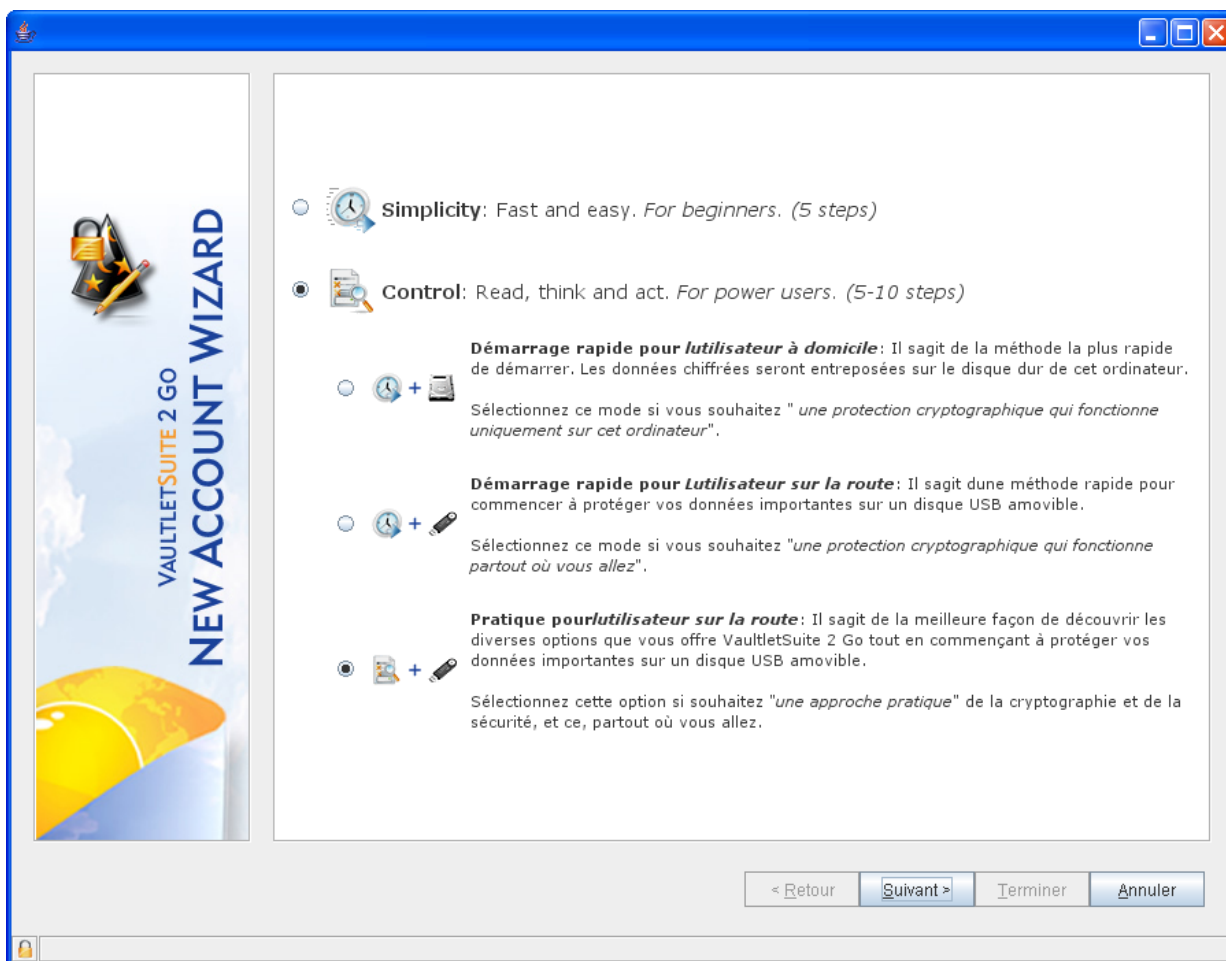 VAULTLETSUITE 2 GO
NEW ACCOUNT WIZARD
Simplicity: Fast and easy. For beginners. (5 steps)
Control: Read, think and act. For power users. (5-10 steps)
Démarrage rapide pour lutilisateur à domicile: Il sagit de la méthode la plus rapide
de démarrer. Les données chiffrées seront entreposées sur le disque dur de cet ordinateur.
Sélectionnez ce mode si vous souhaitez " une protection cryptographique qui fonctionne
uniquement sur cet ordinateur".
Démarrage rapide pour Lutilisateur sur la route: Il sagit dune méthode rapide pour
commencer à protéger vos données importantes sur un disque USB amovible.
Sélectionnez ce mode si vous souhaitez "une protection cryptographique qui fonctionne
partout où vous allez".
Pratique pourlutilisateur sur la route: Il sagit de la meilleure façon de découvrir les
diverses options que vous offre VaultletSuite 2 Go tout en commençant à protéger vos
données importantes sur un disque USB amovible.
Sélectionnez cette option si souhaitez "une approche pratique" de la cryptographie et de la
sécurité, et ce, partout où vous allez.
< Retour
Suivant >
Terminer
Annuler